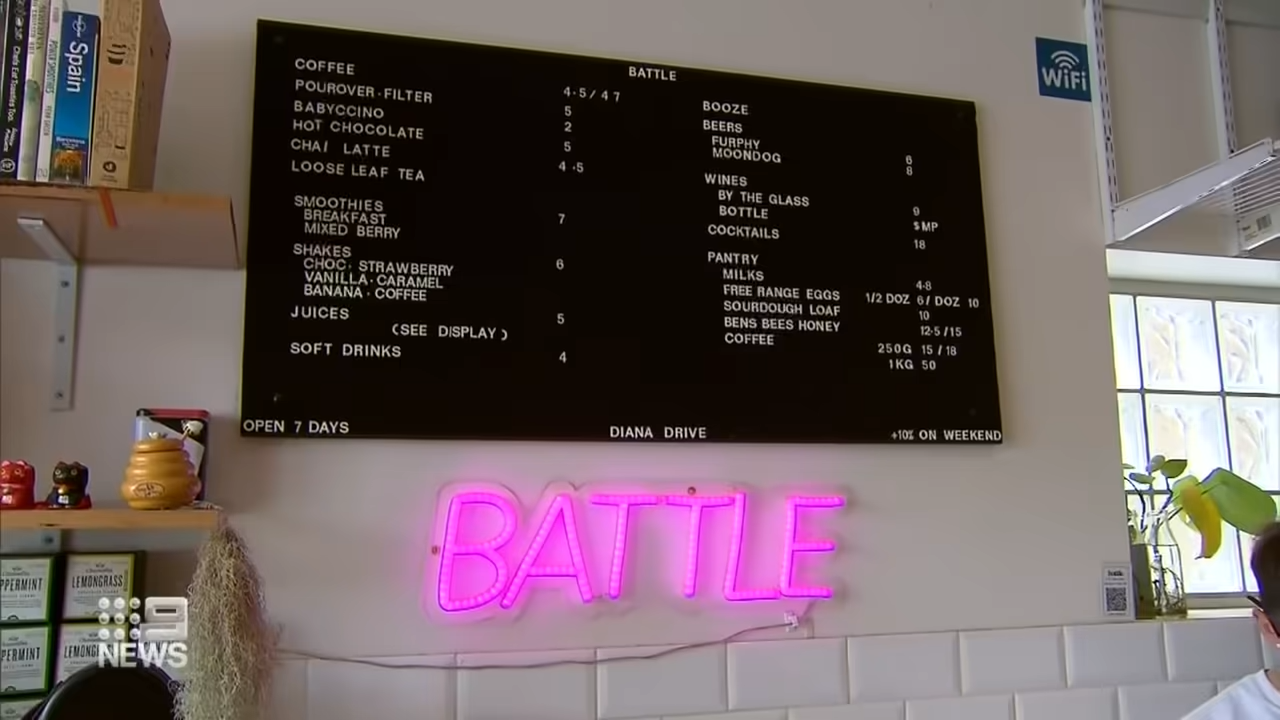 Spain
Barcelona
WiFi
BATTLE
COFFEE 4·5/47
POUROVER·FILTER 5
BABYCCINO 2
HOT CHOCOLATE 5
CHAI LATTE
LOOSE LEAF TEA 4·5
SMOOTHIES
BREAKFAST 7
MIXED BERRY
SHAKES
CHOC· STRAWBERRY 6
VANILLA·CARAMEL
BANANA·COFFEE
JUICES 5
(SEE DISPLAY)
SOFT DRINKS 4
BOOZE
BEERS
FURPHY 6
MOONDOG 8
WINES
BY THE GLASS 9
BOTTLE $MP
COCKTAILS 18
PANTRY
MILKS 4·8
FREE RANGE EGGS 1/2 DOZ 6/ DOZ 10
SOURDOUGH LOAF 10
BENS BEES HONEY 12·5/15
COFFEE 250G 15/18
1KG 50
OPEN 7 DAYS
DIANA DRIVE
+10% ON WEEKEND
BATTLE
PPERMINT
LEMONGRASS
PERMINT
9
NEWS